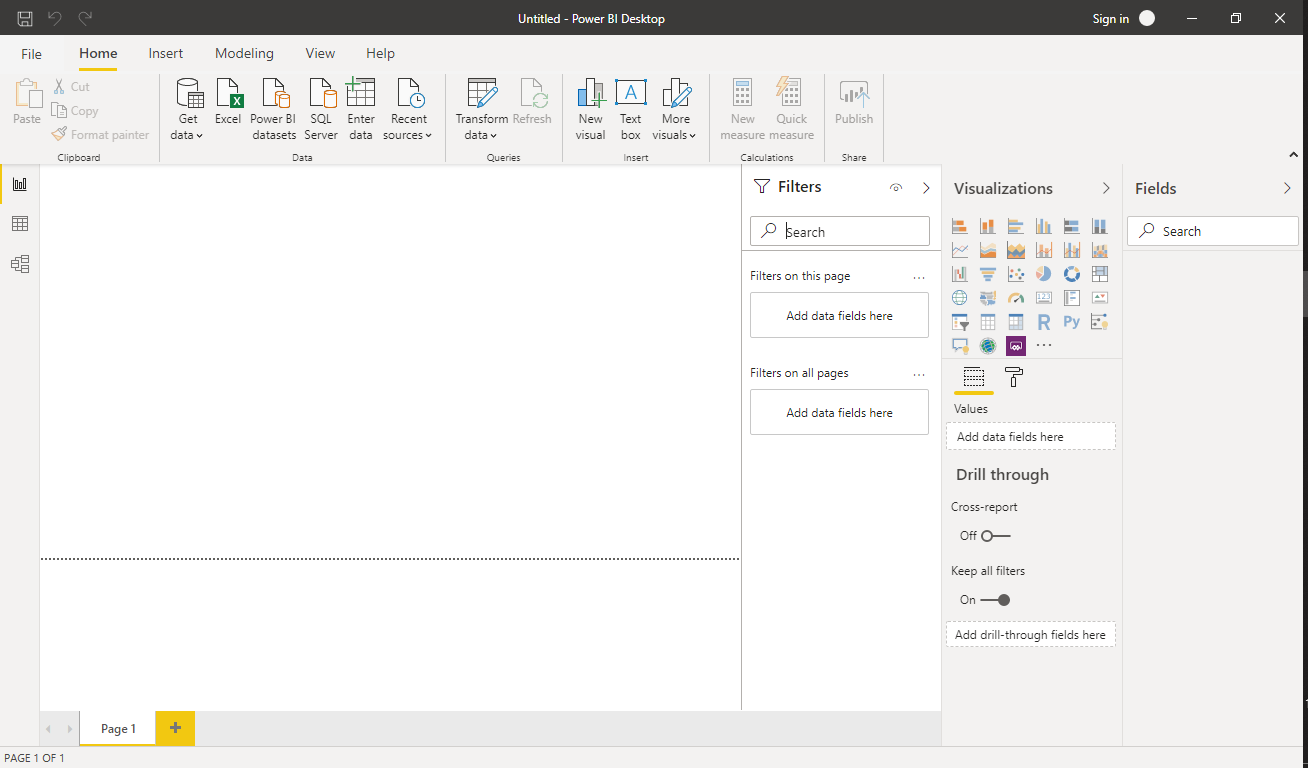 Untitled - Power BI Desktop
Sign in
File Home Insert Modeling View Help
Paste
Cut
Copy
Format painter
Clipboard
Get data
Excel
Power BI datasets
SQL Server
Enter data
Recent sources
Data
Transform data
Refresh
Queries
New visual
Text box
More visuals
Insert
New measure
Quick measure
Calculations
Publish
Share
Filters
Search
Filters on this page
...
Add data fields here
Filters on all pages
...
Add data fields here
Visualizations
123
R
Py
...
Values
Add data fields here
Drill through
Cross-report
Off
Keep all filters
On
Add drill-through fields here
Fields
Search
Page 1
PAGE 1 OF 1